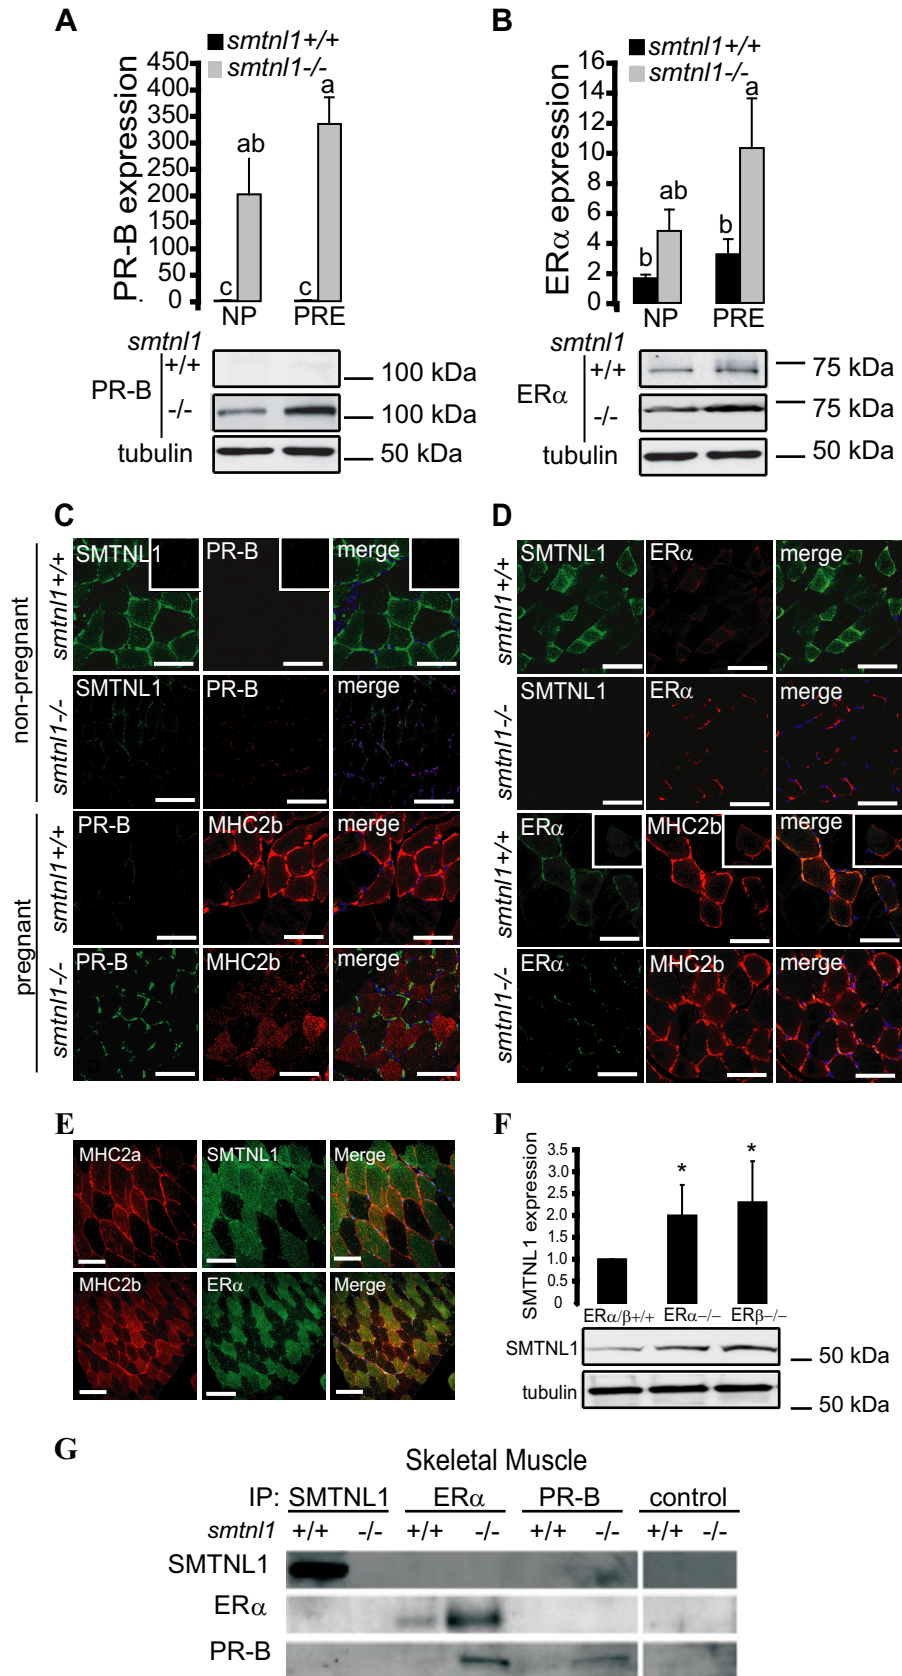 A
smtnl1+/+
smtnl1-/-
PR-B expression
450
400
350
300
250
200
150
100
50
0
c
ab
c
a
NP
PRE
smtnl1
PR-B
+/+
-/-
100 kDa
100 kDa
tubulin
50 kDa
B
smtnl1+/+
smtnl1-/-
ERα epxression
16
14
12
10
8
6
4
2
0
b
ab
b
a
NP
PRE
smtnl1
ERα
+/+
-/-
75 kDa
75 kDa
tubulin
50 kDa
C
non-pregnant
pregnant
smtnl1+/+
SMTNL1
PR-B
merge
smtnl1-/-
SMTNL1
PR-B
merge
smtnl1+/+
PR-B
MHC2b
merge
smtnl1-/-
PR-B
MHC2b
merge
D
D
smtnl1+/+
SMTNL1
ERα
merge
smtnl1-/-
SMTNL1
ERα
merge
smtnl1+/+
ERα
MHC2b
merge
smtnl1-/-
ERα
MHC2b
merge
E
MHC2a
SMTNL1
Merge
MHC2b
ERα
Merge
F
SMTNL1 expression
3.5
3.0
2.5
2.0
1.5
1.0
0.5
0
*
*
ERα/β+/+
ERα−/−
ERβ−/−
SMTNL1
50 kDa
tubulin
50 kDa
G
Skeletal Muscle
IP: SMTNL1 ERα PR-B control
smtnl1 +/+ -/- +/+ -/- +/+ -/- +/+ -/-
SMTNL1
ERα
PR-B